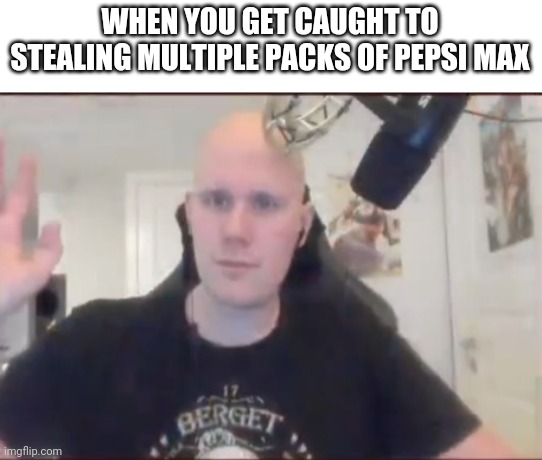 WHEN YOU GET CAUGHT TO
STEALING MULTIPLE PACKS OF PEPSI MAX
17
BERGET
imgflip.com